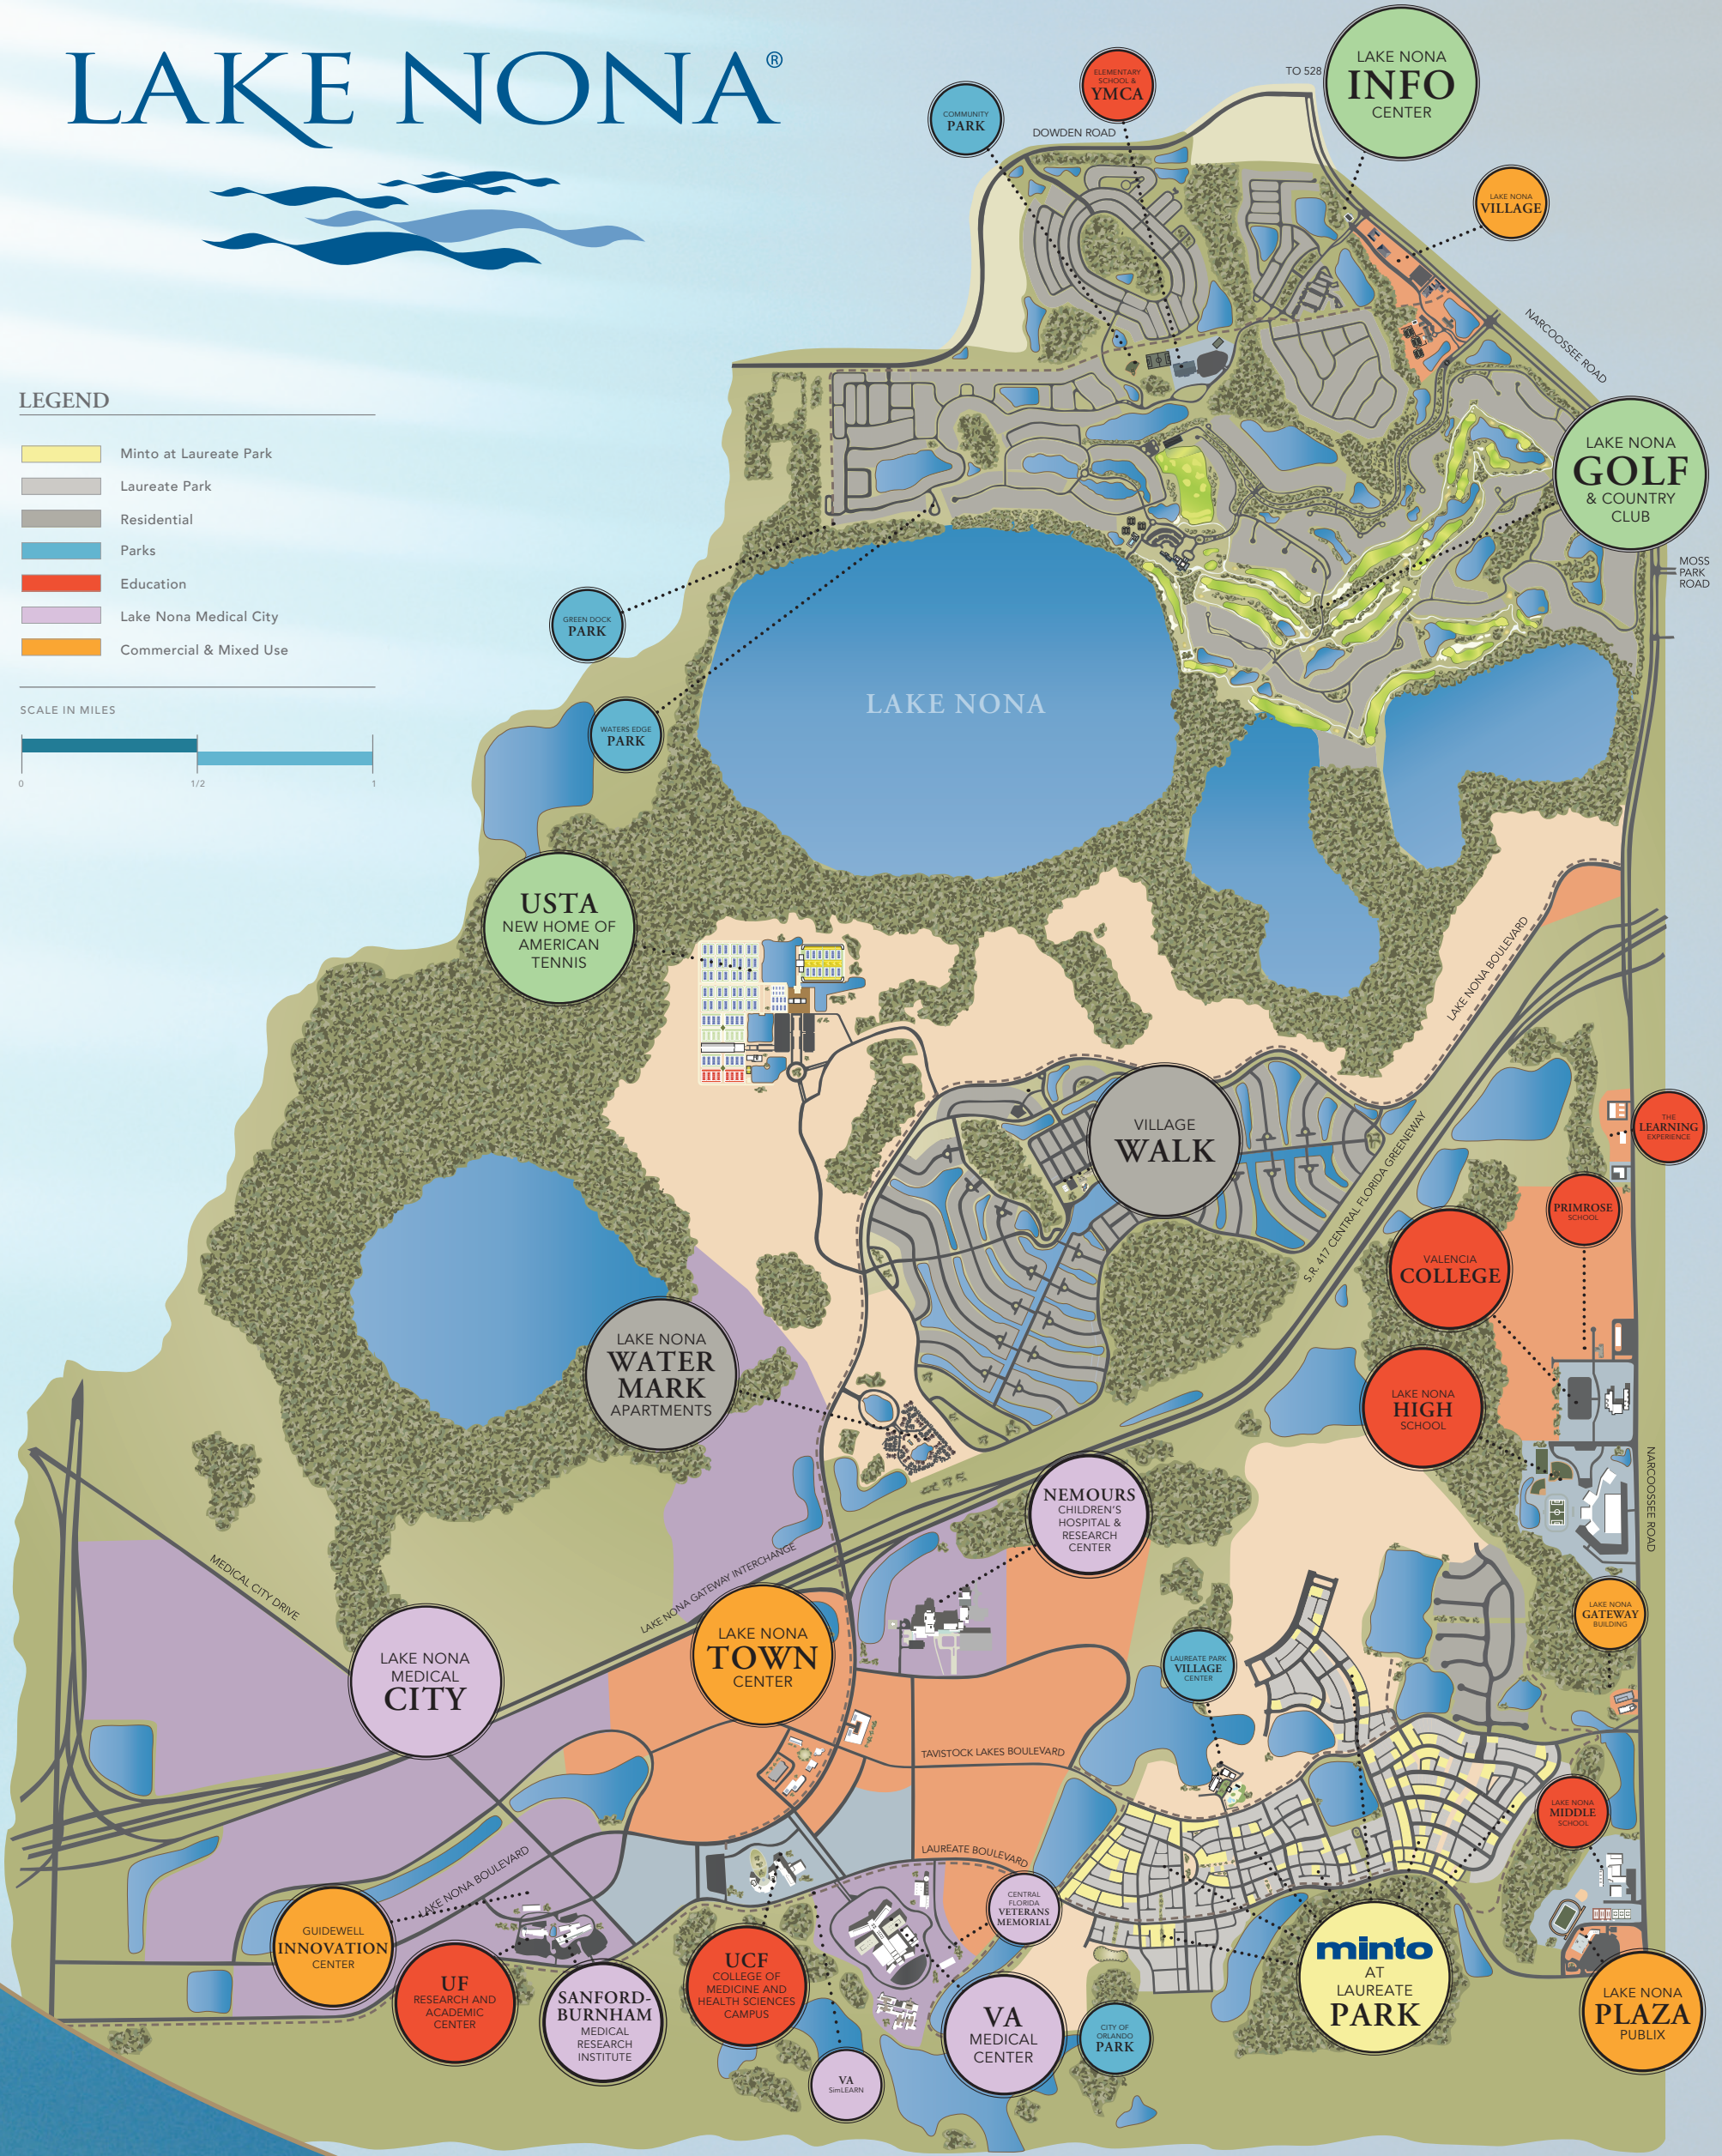 LAKE NONA®
TO 528
LAKE NONA
INFO
CENTER
ELEMENTARY
SCHOOL &
YMCA
COMMUNITY
PARK
DOWDEN ROAD
LAKE NONA
VILLAGE
NARCOOSSEE ROAD
LEGEND
Minto at Laureate Park
Laureate Park
Residential
Parks
Education
Lake Nona Medical City
Commercial & Mixed Use
SCALE IN MILES
0 1/2 1
LAKE NONA
GOLF
& COUNTRY
CLUB
MOSS
PARK
ROAD
GREEN DOCK
PARK
WATERS EDGE
PARK
LAKE NONA
USTA
NEW HOME OF
AMERICAN
TENNIS
LAKE NONA BOULEVARD
VILLAGE
WALK
S.R. 417 CENTRAL FLORIDA GREENEWAY
THE
LEARNING
EXPERIENCE
PRIMROSE
SCHOOL
VALENCIA
COLLEGE
LAKE NONA
WATER
MARK
APARTMENTS
LAKE NONA
HIGH
SCHOOL
NARCOOSSEE ROAD
NEMOURS
CHILDREN'S
HOSPITAL &
RESEARCH
CENTER
MEDICAL CITY DRIVE
LAKE NONA GATEWAY INTERCHANGE
LAKE NONA
GATEWAY
BUILDING
LAKE NONA
MEDICAL
CITY
LAKE NONA
TOWN
CENTER
LAUREATE PARK
VILLAGE
CENTER
TAVISTOCK LAKES BOULEVARD
LAKE NONA
MIDDLE
SCHOOL
LAUREATE BOULEVARD
LAKE NONA BOULEVARD
CENTRAL
FLORIDA
VETERANS
MEMORIAL
GUIDEWELL
INNOVATION
CENTER
UF
RESEARCH AND
ACADEMIC
CENTER
SANFORD-
BURNHAM
MEDICAL
RESEARCH
INSTITUTE
UCF
COLLEGE OF
MEDICINE AND
HEALTH SCIENCES
CAMPUS
VA
SimLEARN
VA
MEDICAL
CENTER
CITY OF
ORLANDO
PARK
minto
AT
LAUREATE
PARK
LAKE NONA
PLAZA
PUBLIX